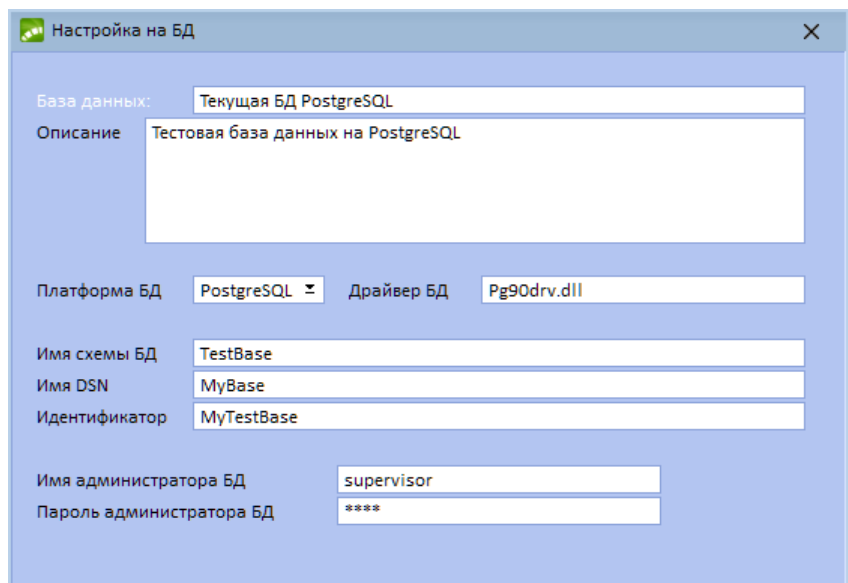 Настройка на БД
База данных: Текущая БД PostgreSQL
Описание Тестовая база данных на PostgreSQL
Платформа БД PostgreSQL Драйвер БД Pg90drv.dll
Имя схемы БД TestBase
Имя DSN MyBase
Идентификатор MyTestBase
Имя администратора БД supervisor
Пароль администратора БД ****